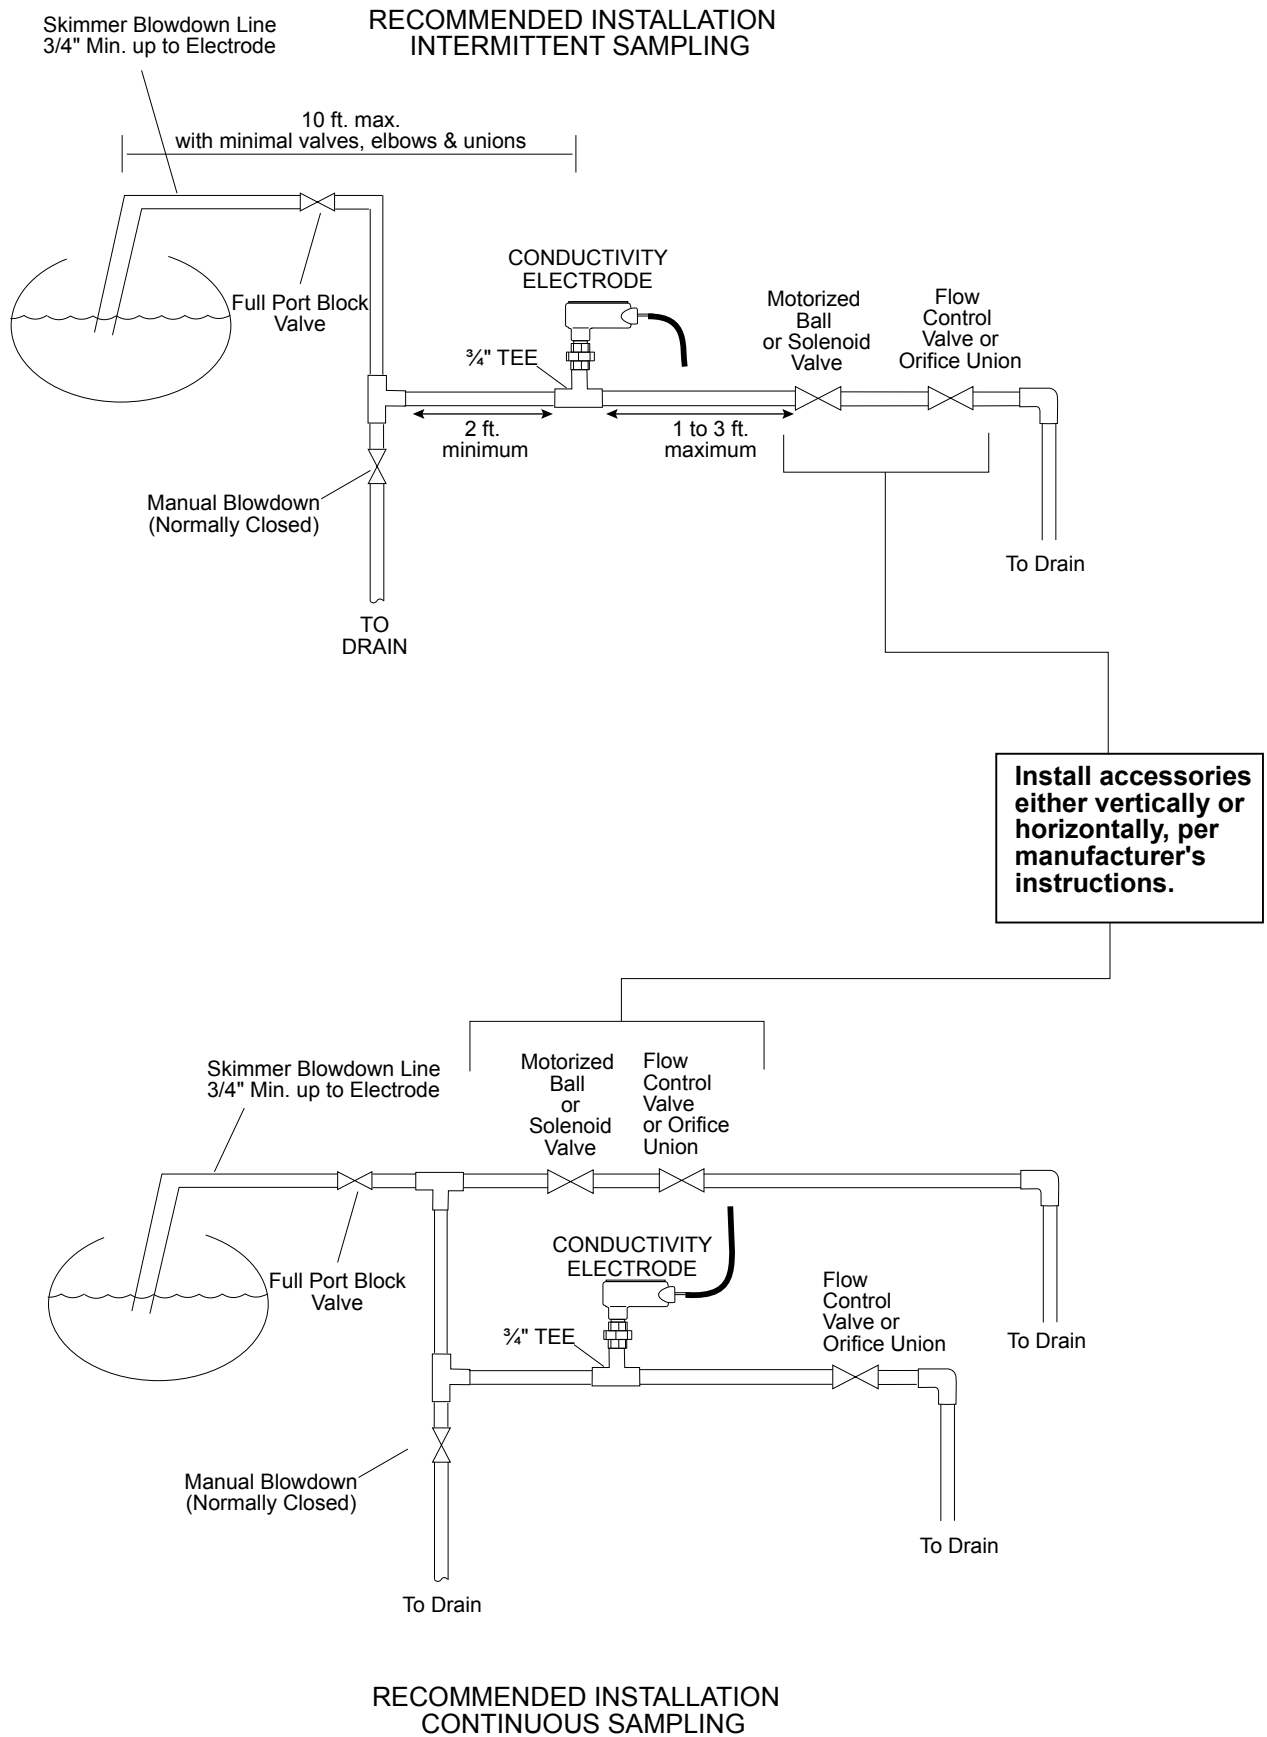 RECOMMENDED INSTALLATION
INTERMITTENT SAMPLING
Skimmer Blowdown Line
3/4" Min. up to Electrode
10 ft. max.
with minimal valves, elbows & unions
Full Port Block
Valve
CONDUCTIVITY
ELECTRODE
¾" TEE
Motorized
Ball
or Solenoid
Valve
Flow
Control
Valve or
Orifice Union
2 ft.
minimum
1 to 3 ft.
maximum
Manual Blowdown
(Normally Closed)
To Drain
TO
DRAIN
Install accessories
either vertically or
horizontally, per
manufacturer's
instructions.
Skimmer Blowdown Line
3/4" Min. up to Electrode
Motorized
Ball
or
Solenoid
Valve
Flow
Control
Valve
or Orifice
Union
Full Port Block
Valve
CONDUCTIVITY
ELECTRODE
¾" TEE
Flow
Control
Valve or
Orifice Union
To Drain
Manual Blowdown
(Normally Closed)
To Drain
To Drain
RECOMMENDED INSTALLATION
CONTINUOUS SAMPLING